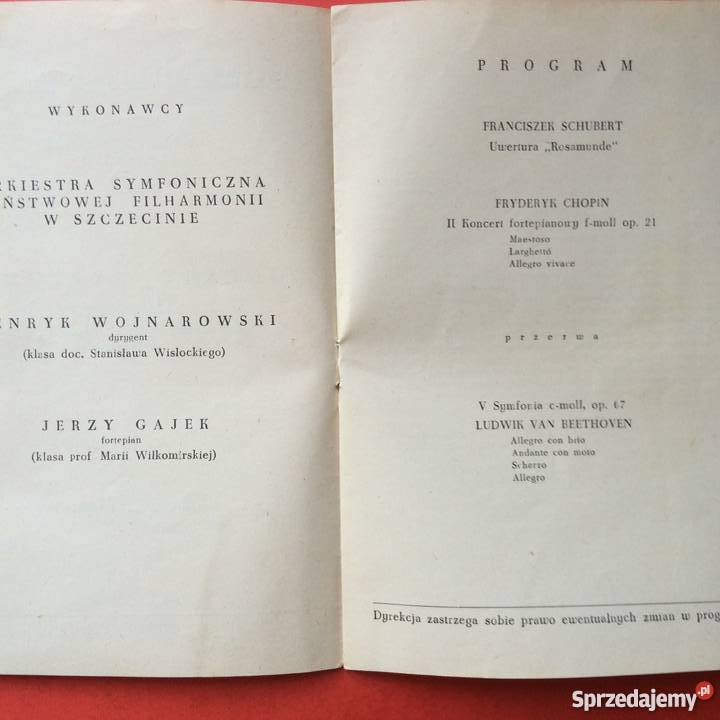 WYKONAWCY
RKIESTRA SYMFONICZNA
ŃSTWOWEJ FILHARMONII
W SZCZECINIE
ENRYK WOJNAROWSKI
dyrygent
(klasa doc. Stanisława Wisłockiego)
JERZY GAJEK
fortepian
(klasa prof. Marii Wiłkomirskiej)
PROGRAM
FRANCISZEK SCHUBERT
Uwertura „Rosamunde"
FRYDERYK CHOPIN
II Koncert fortepianowy f-moll op. 21
Maestoso
Larghettó
Allegro vivace
przerwa
V Symfonia c-moll, op. 67
LUDWIK VAN BEETHOVEN
Allegro con brio
Andante con moto
Scherzo
Allegro
Dyrekcja zastrzega sobie prawo ewentualnych zmian w prog
Sprzedajemy.pl